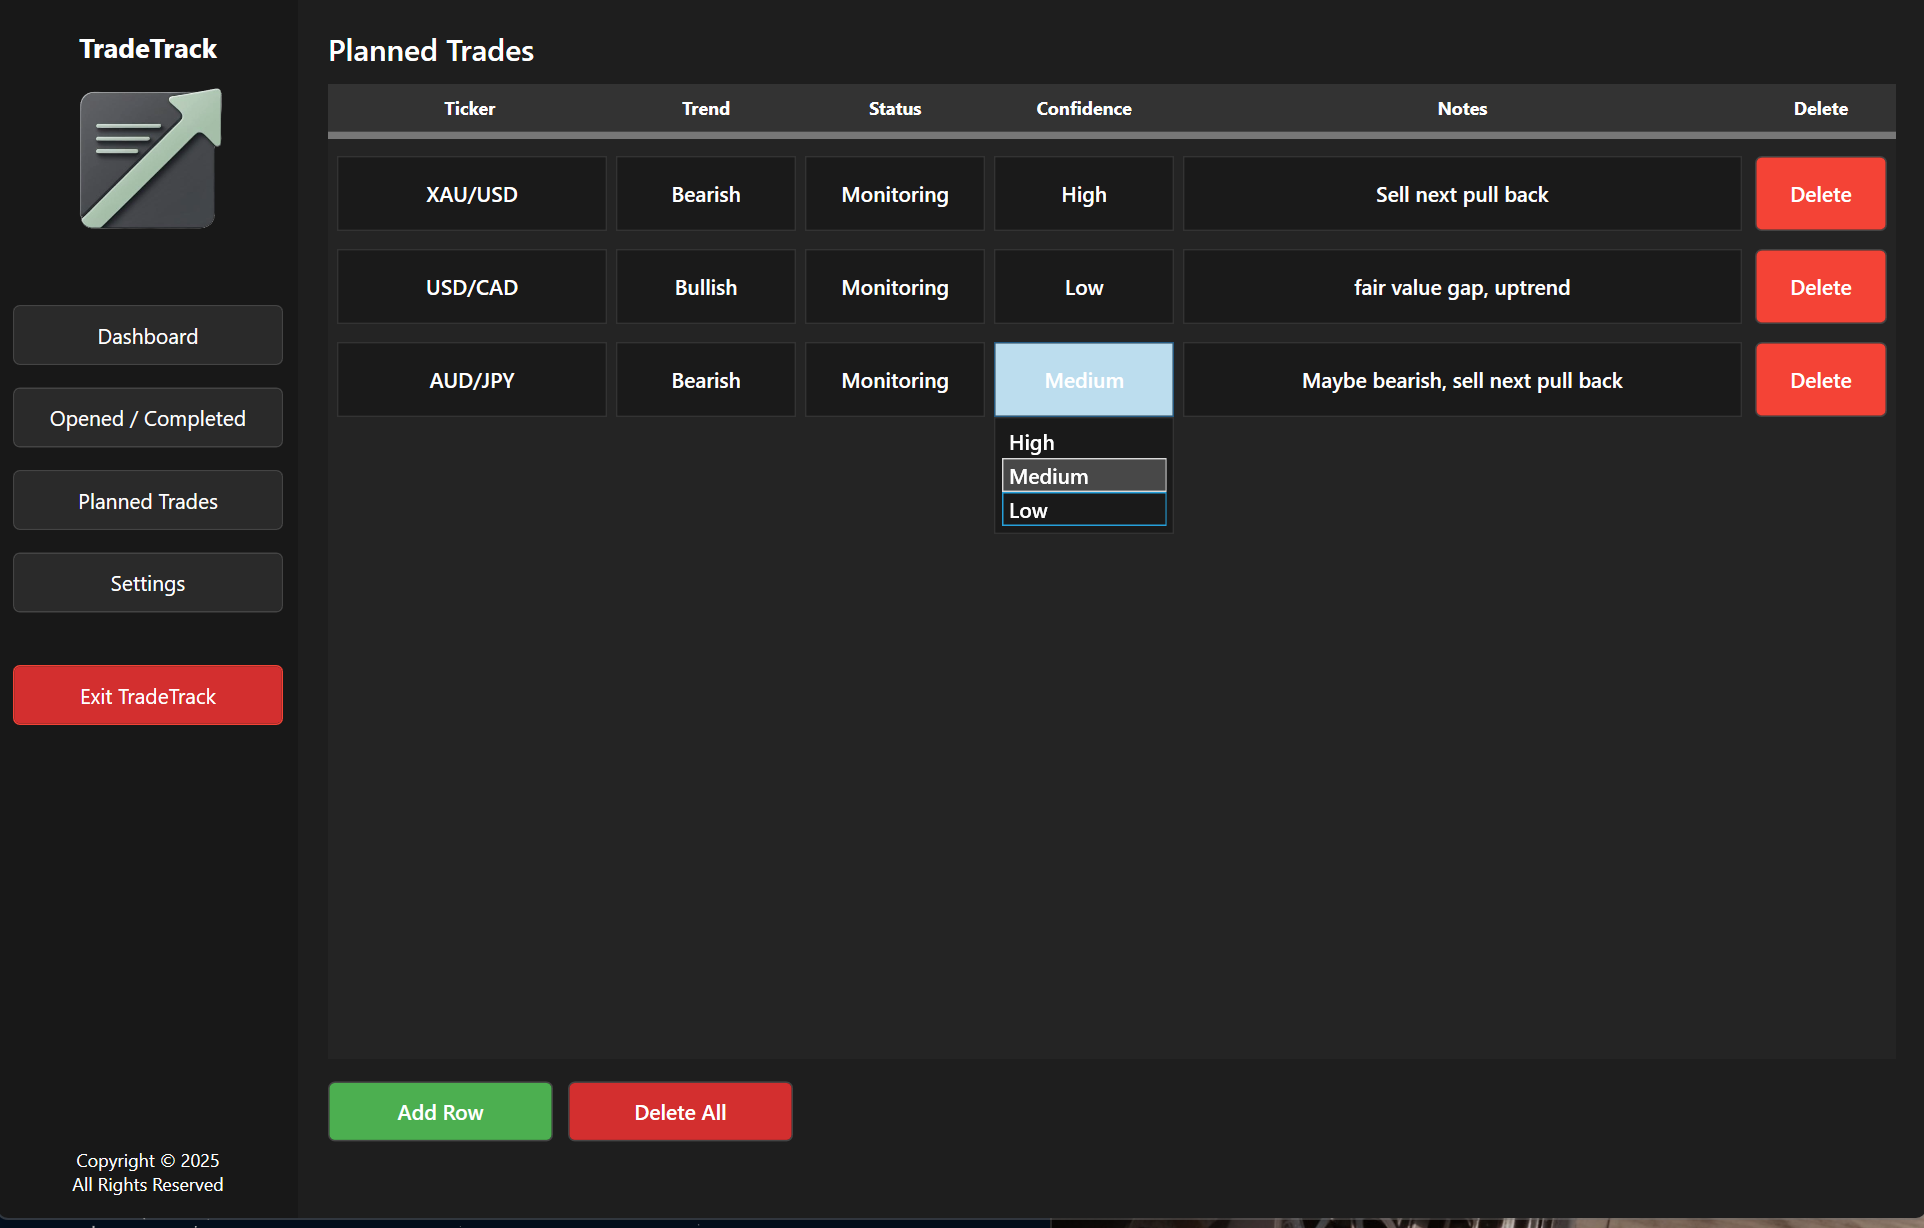 TradeTrack
Dashboard
Opened / Completed
Planned Trades
Settings
Exit TradeTrack
Copyright © 2025
All Rights Reserved
Planned Trades
Ticker Trend Status Confidence Notes Delete
XAU/USD Bearish Monitoring High Sell next pull back Delete
USD/CAD Bullish Monitoring Low fair value gap, uptrend Delete
AUD/JPY Bearish Monitoring Medium Maybe bearish, sell next pull back Delete
High
Medium
Low
Add Row Delete All